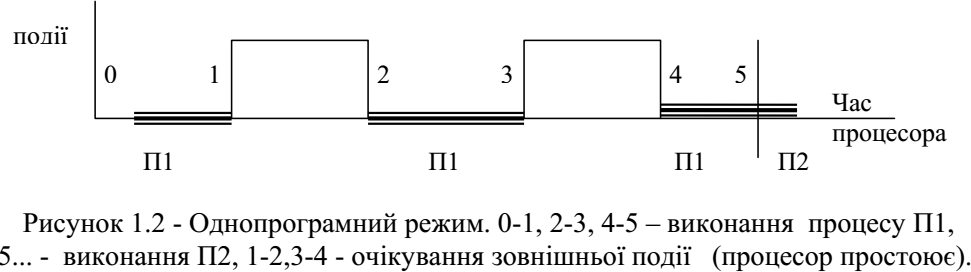 події
0 1 2 3 4 5
Час
процесора
П1 П1 П1 П2
Рисунок 1.2 - Однопрограмний режим. 0-1, 2-3, 4-5 – виконання процесу П1,
5... - виконання П2, 1-2,3-4 - очікування зовнішньої події (процесор простоює).